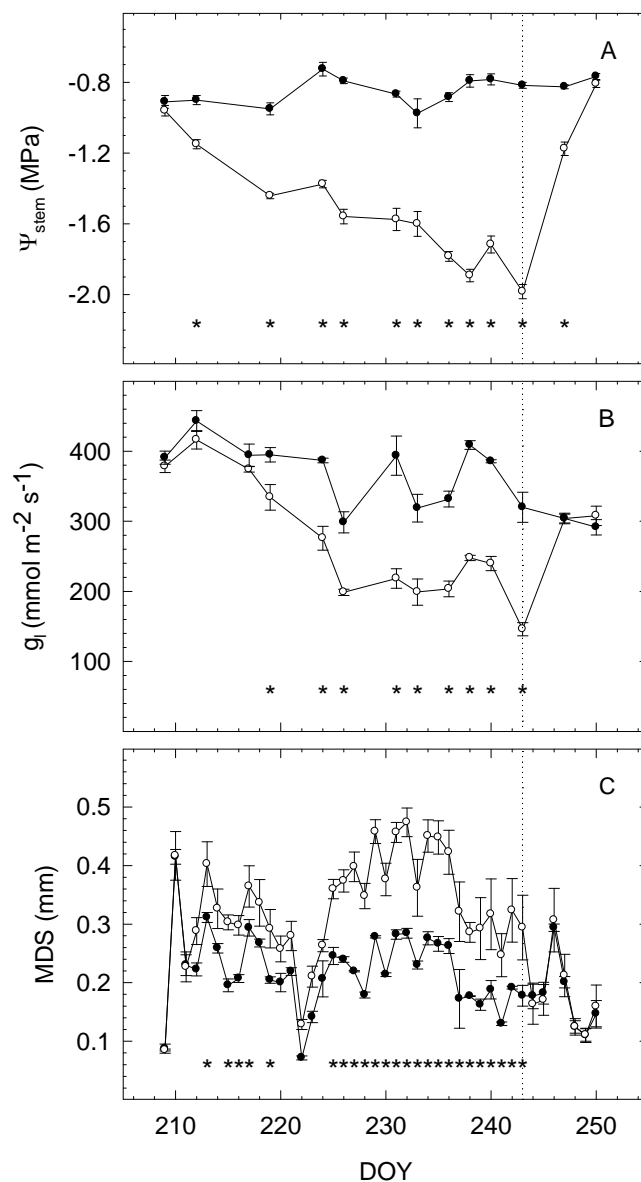 A
-0.8
-1.2
-1.6
-2.0
Ψstem (MPa)
* * * * * * * * * * *
B
400
300
200
100
gl (mmol m-2 s-1)
* * * * * * * *
C
0.5
0.4
0.3
0.2
0.1
MDS (mm)
* *** * *******************
210 220 230 240 250
DOY